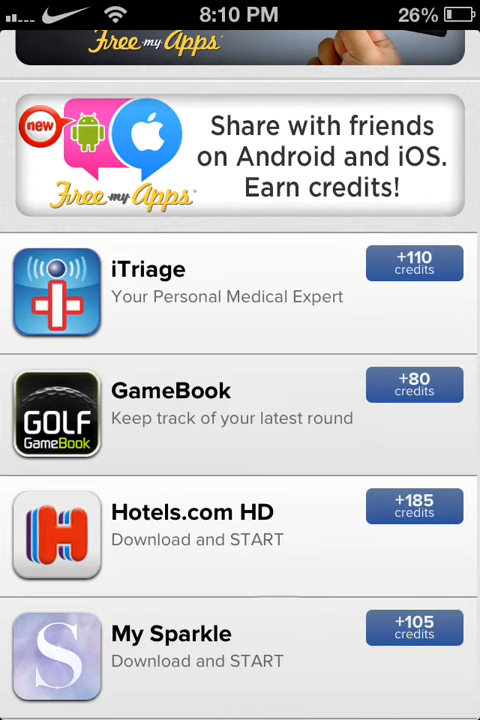 8:10 PM
26%
Free my Apps
new
Share with friends
on Android and iOS.
Earn credits!
Free my Apps
iTriage
Your Personal Medical Expert
+110
credits
GOLF
GameBook
GameBook
Keep track of your latest round
+80
credits
H
Hotels.com HD
Download and START
+185
credits
S
My Sparkle
Download and START
+105
credits